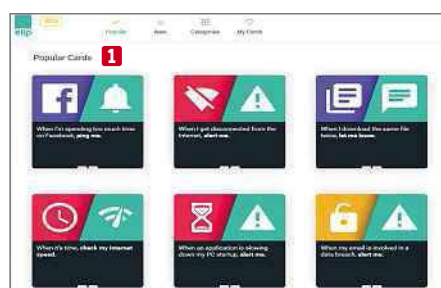 elip BETA Popular New Categories My Cards
Popular Cards 1
When I'm spending too much time
on Facebook, ping me.
When I get disconnected from the
Internet, alert me.
When I download the same file
twice, let me know.
When it's time, check my Internet
speed.
When an application is slowing
down my PC startup, alert me.
When my email is involved in a
data breach, alert me.